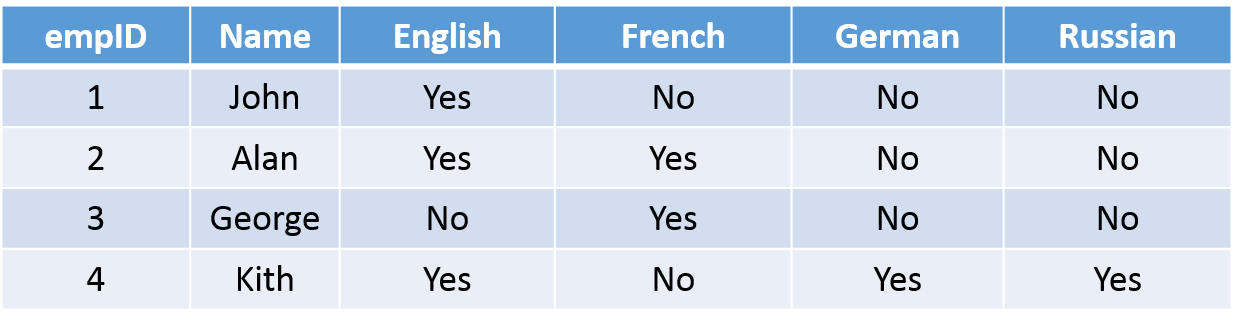 empID Name English French German Russian
1 John Yes No No No
2 Alan Yes Yes No No
3 George No Yes No No
4 Kith Yes No Yes Yes